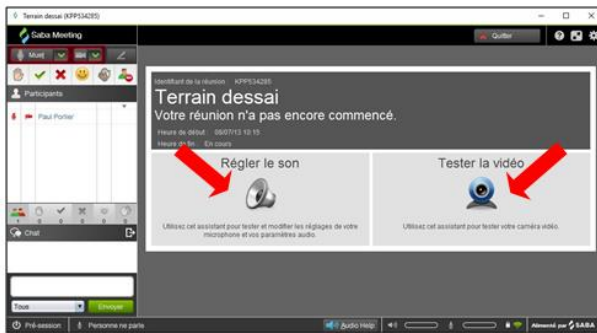 Terrain dessai (KPP534285)
Saba Meeting
Quitter
Muet
Participants
Paul Portier
Identifiant de la réunion : KPP534285
Terrain dessai
Votre réunion n'a pas encore commencé.
Heure de début : 08/07/13 10:15
Heure de fin : En cours
Régler le son
Tester la vidéo
Utilisez cet assistant pour tester et modifier les réglages de votre
microphone et vos paramètres audio.
Utilisez cet assistant pour tester votre caméra vidéo.
Chat
Tous
Envoyer
Pré-session
Personne ne parle
Audio Help
Alimenté par SABA